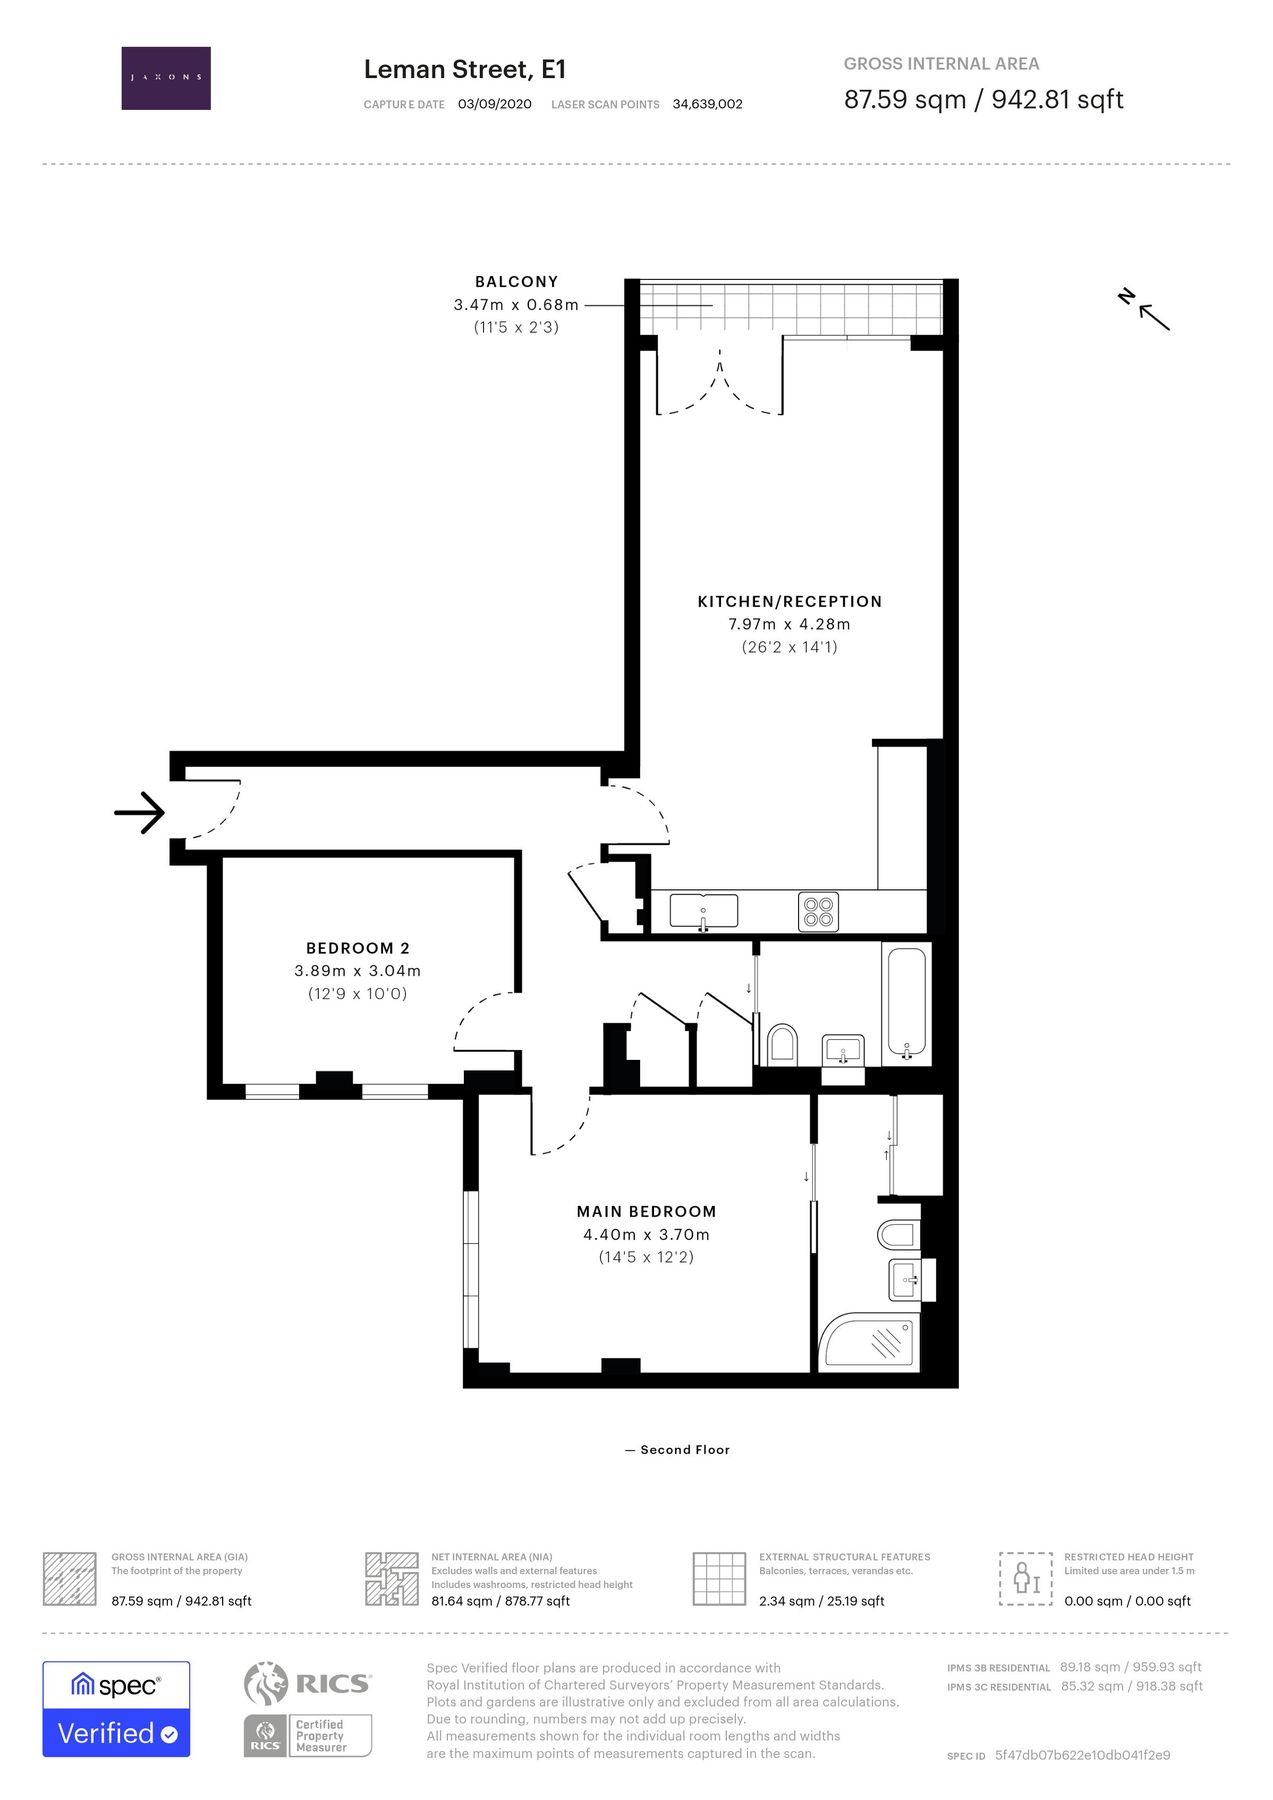 JAXONS
Leman Street, E1
CAPTURE DATE 03/09/2020 LASER SCAN POINTS 34,639,002
GROSS INTERNAL AREA
87.59 sqm / 942.81 sqft
BALCONY
3.47m x 0.68m
(11'5 x 2'3)
N
KITCHEN/RECEPTION
7.97m x 4.28m
(26'2 x 14'1)
BEDROOM 2
3.89m x 3.04m
(12'9 x 10'0)
MAIN BEDROOM
4.40m x 3.70m
(14'5 x 12'2)
— Second Floor
GROSS INTERNAL AREA (GIA)
The footprint of the property
87.59 sqm / 942.81 sqft
NET INTERNAL AREA (NIA)
Excludes walls and external features
Includes washrooms, restricted head height
81.64 sqm / 878.77 sqft
EXTERNAL STRUCTURAL FEATURES
Balconies, terraces, verandas etc.
2.34 sqm / 25.19 sqft
RESTRICTED HEAD HEIGHT
Limited use area under 1.5 m
0.00 sqm / 0.00 sqft
spec®
Verified
RICS
RICS
Certified
Property
Measurer
Spec Verified floor plans are produced in accordance with
Royal Institution of Chartered Surveyors' Property Measurement Standards.
Plots and gardens are illustrative only and excluded from all area calculations.
Due to rounding, numbers may not add up precisely.
All measurements shown for the individual room lengths and widths
are the maximum points of measurements captured in the scan.
IPMS 3B RESIDENTIAL 89.18 sqm / 959.93 sqft
IPMS 3C RESIDENTIAL 85.32 sqm / 918.38 sqft
SPEC ID 5f47db07b622e10db041f2e9